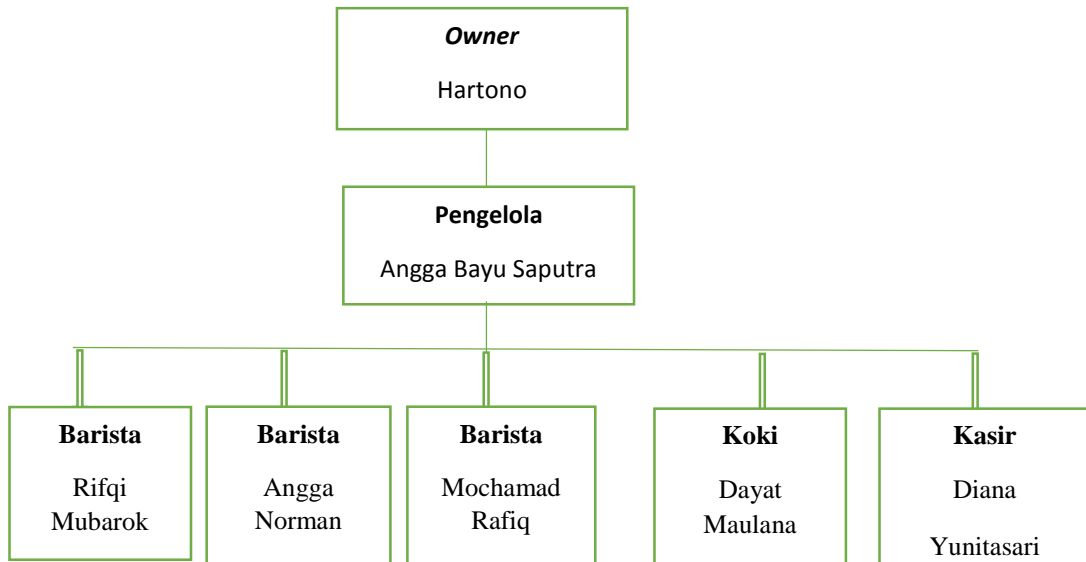 Owner
Hartono
Pengelola
Angga Bayu Saputra
Barista
Rifqi
Mubarok
Barista
Angga
Norman
Barista
Mochamad
Rafiq
Koki
Dayat
Maulana
Kasir
Diana
Yunitasari